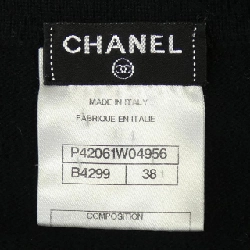 CHANEL
MADE IN ITALY
FABRIQUE EN ITALIE
P42061W04956
B4299 38
COMPOSITION